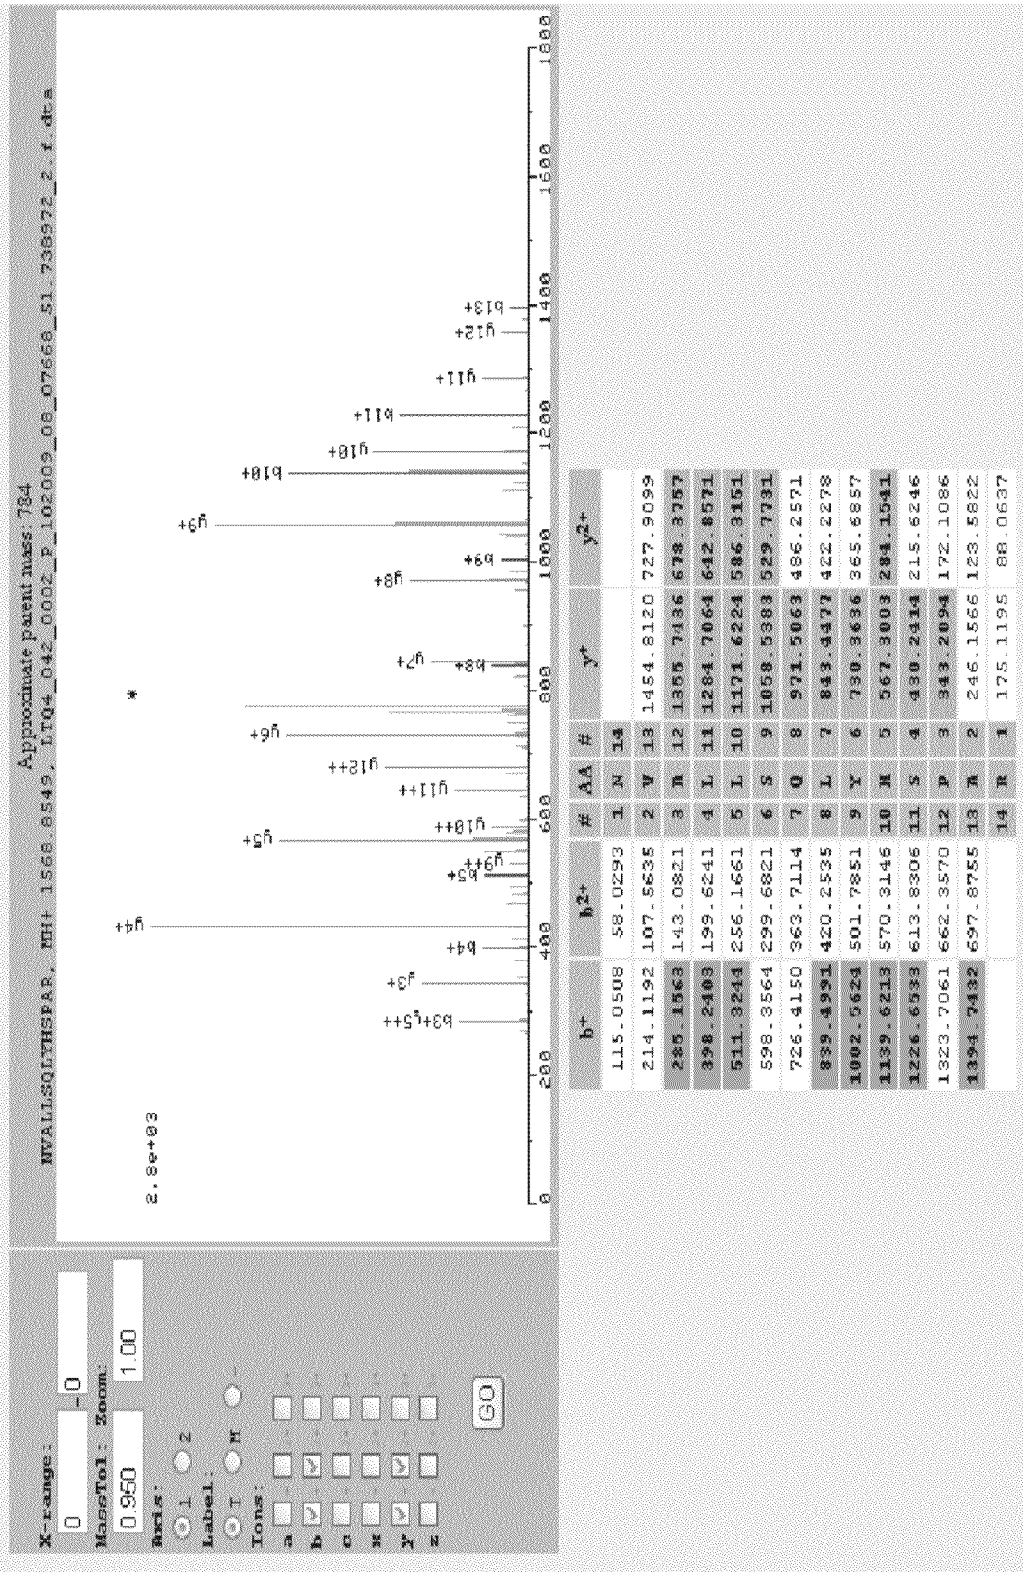 Approximate parent mass: 784
NVALLSQLYHSPAR, MH+ 1568.8549, LTQ4_042_0002_P_102009_08_07668_S1_738972_2.f.dta
X-range:
0 -0
MassTol: Zoom:
0.950 1.00
Axis:
1 2
Label:
T M -
Ions:
a
b
c
x
y
z
GO
2.8e+03
*
b3+y5++
y3+
b4+
y4+
b5+
y9++
y5+
y10++
y11++
y12++
y6+
b8+
y7+
y8+
b9+
y9+
b10+
y10+
b11+
y11+
y12+
b13+
0 200 400 600 800 1000 1200 1400 1600 1800
b+ b2+ # AA # y+ y2+
115.0508 58.0293 1 N 14
214.1192 107.5635 2 V 13 1454.8120 727.9099
285.1563 143.0821 3 A 12 1355.7436 678.3757
398.2403 199.6241 4 L 11 1284.7064 642.8571
511.3244 256.1661 5 L 10 1171.6224 586.3151
598.3564 299.6821 6 S 9 1058.5383 529.7731
726.4150 363.7114 7 Q 8 971.5063 486.2571
839.4991 420.2535 8 L 7 843.4477 422.2278
1002.5624 501.7851 9 Y 6 730.3636 365.6857
1139.6213 570.3146 10 H 5 567.3003 284.1541
1226.6533 613.8306 11 S 4 430.2414 215.6246
1323.7061 662.3570 12 P 3 343.2094 172.1086
1394.7432 697.8755 13 A 2 246.1566 123.5822
14 R 1 175.1195 88.0637